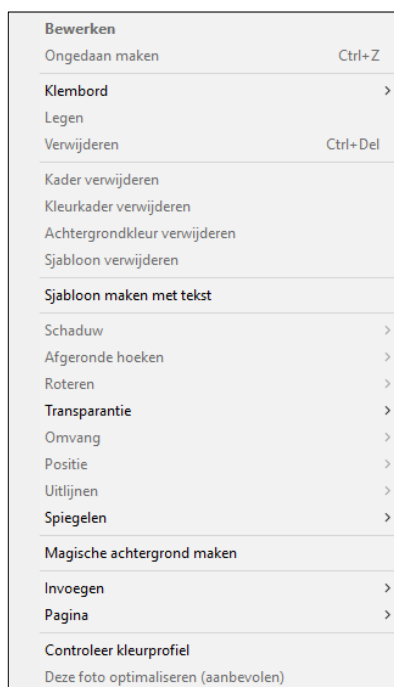 Bewerken
Ongedaan maken Ctrl+Z
Klembord
Legen
Verwijderen Ctrl+Del
Kader verwijderen
Kleurkader verwijderen
Achtergrondkleur verwijderen
Sjabloon verwijderen
Sjabloon maken met tekst
Schaduw
Afgeronde hoeken
Roteren
Transparantie
Omvang
Positie
Uitlijnen
Spiegelen
Magische achtergrond maken
Invoegen
Pagina
Controleer kleurprofiel
Deze foto optimaliseren (aanbevolen)